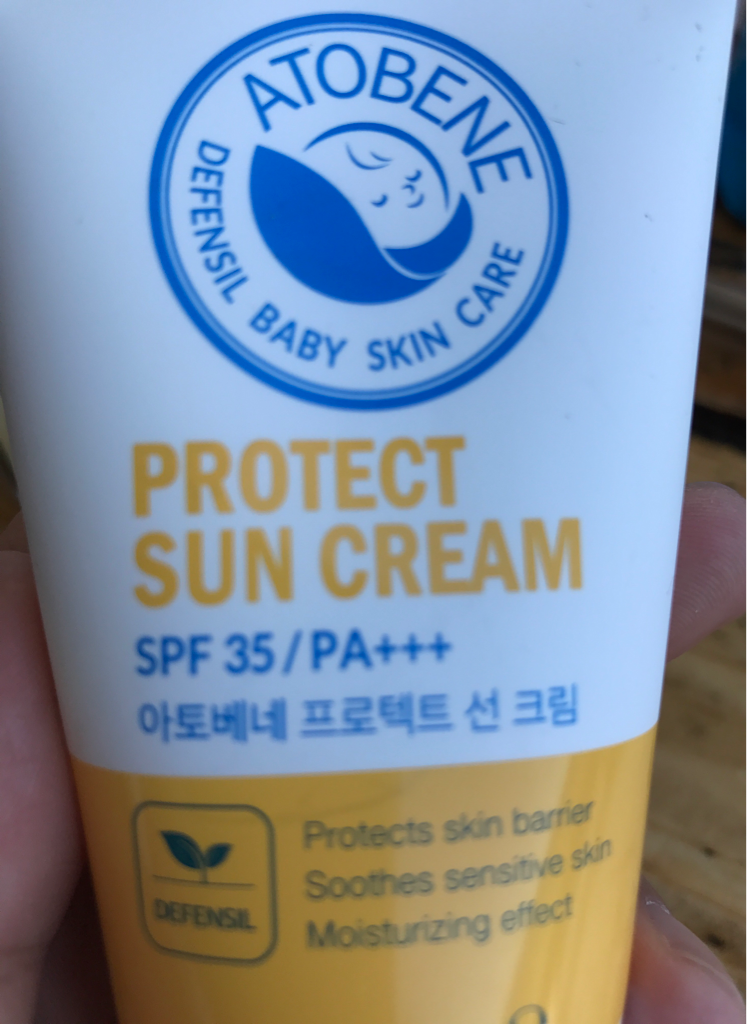 ATOBENE
DEFENSIL BABY SKIN CARE
PROTECT
SUN CREAM
SPF 35/PA+++
아토베네 프로텍트 선 크림
DEFENSIL
Protects skin barrier
Soothes sensitive skin
Moisturizing effect